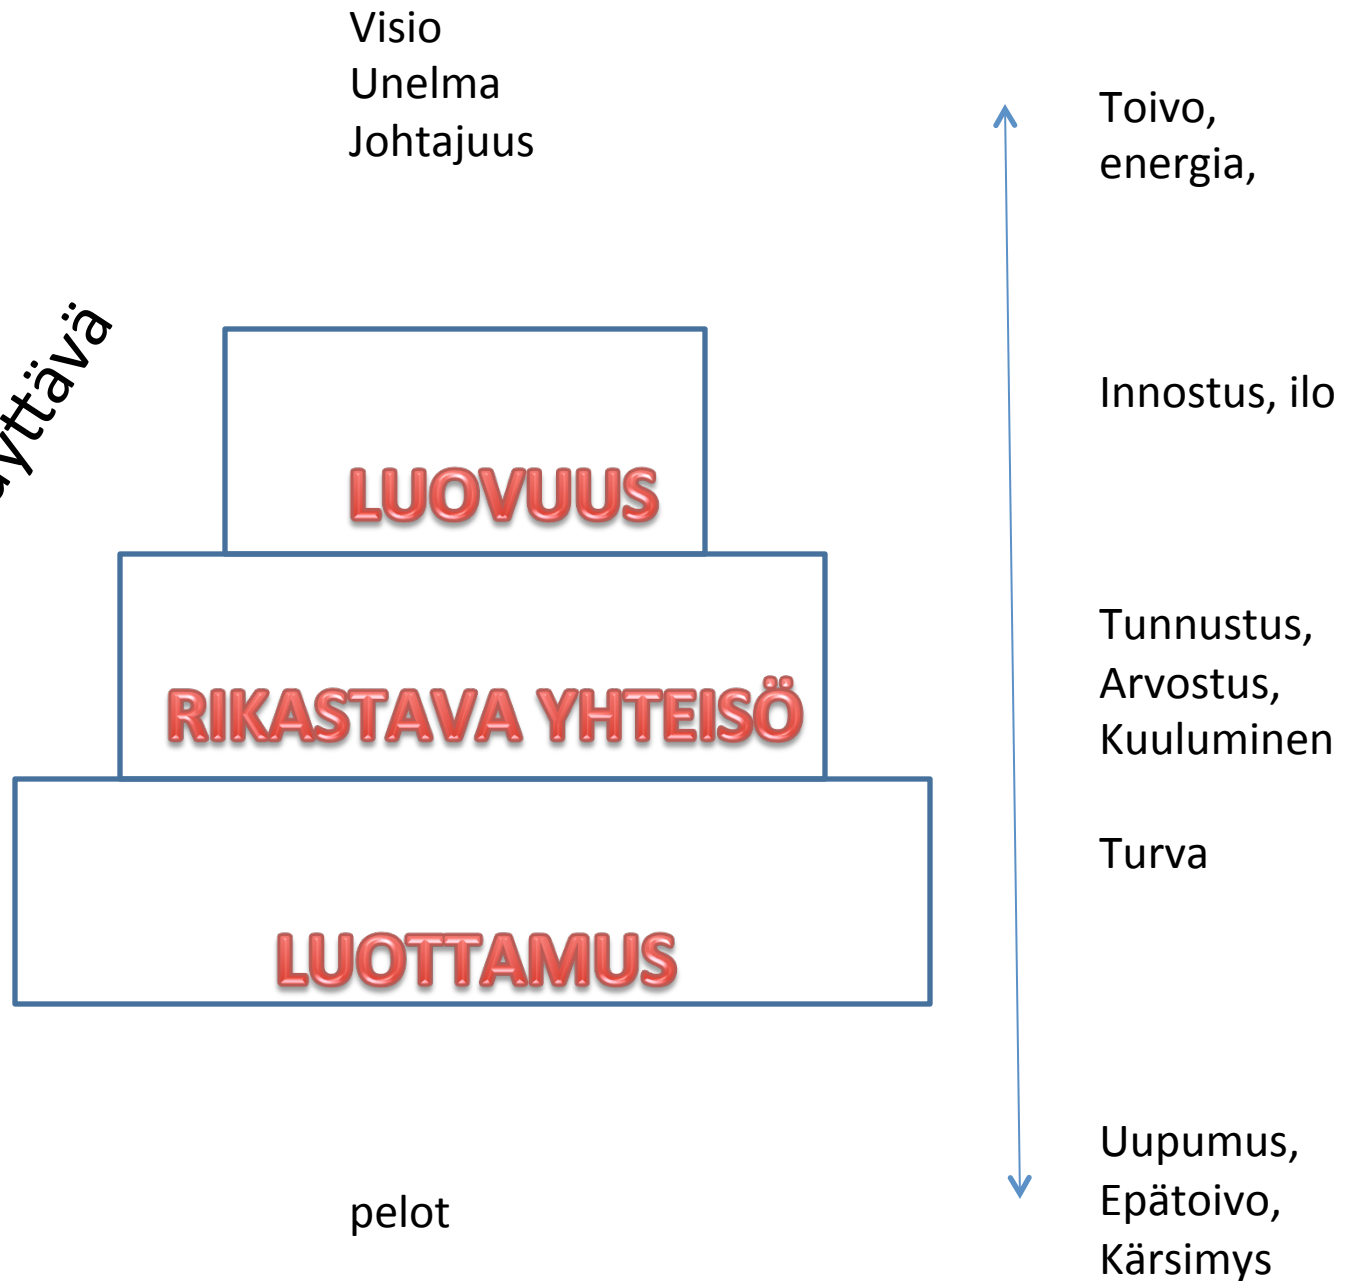 Visio
Unelma
Johtajuus
Toivo,
energia,
Innostus, ilo
LUOVUUS
Tunnustus,
Arvostus,
Kuuluminen
RIKASTAVA YHTEISÖ
Turva
LUOTTAMUS
Uupumus,
Epätoivo,
Kärsimys
pelot